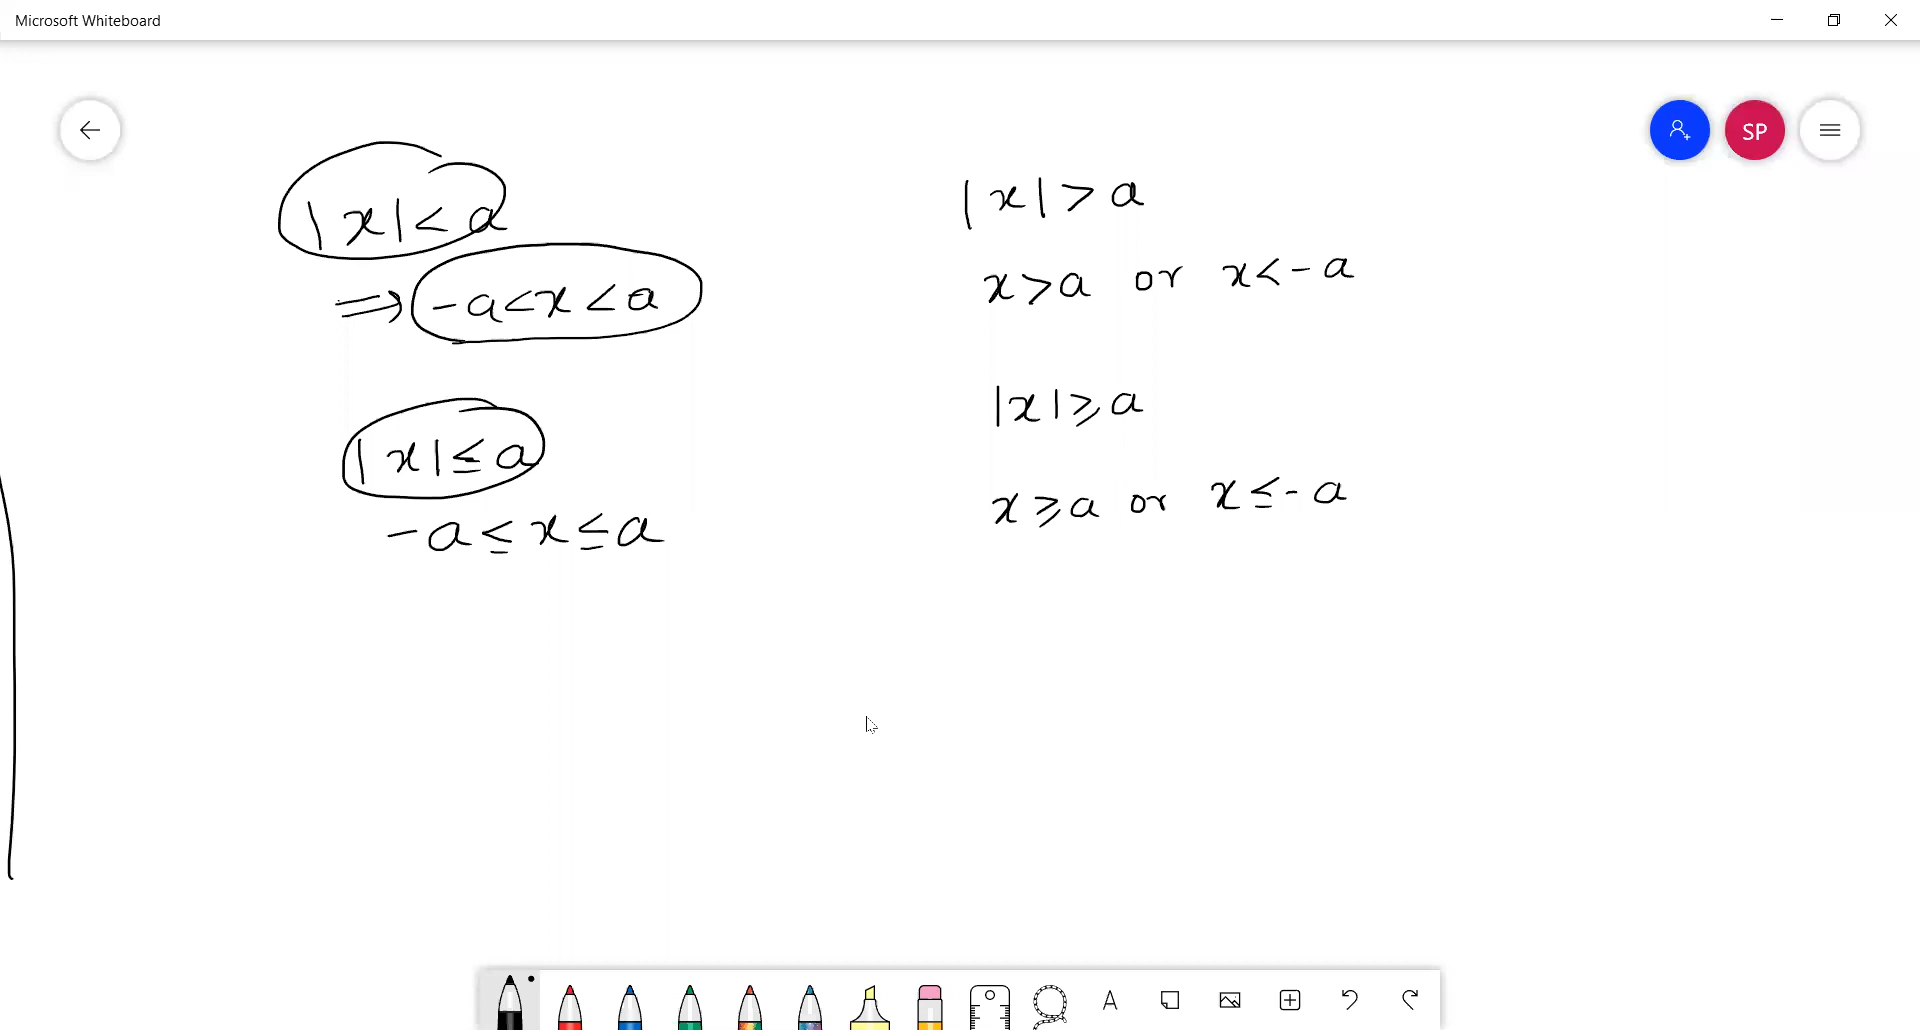 Microsoft Whiteboard
SP
|x| < a
⇒ -a < x < a
|x| ≤ a
-a ≤ x ≤ a
|x| > a
x > a or x < -a
|x| ≥ a
x ≥ a or x ≤ -a